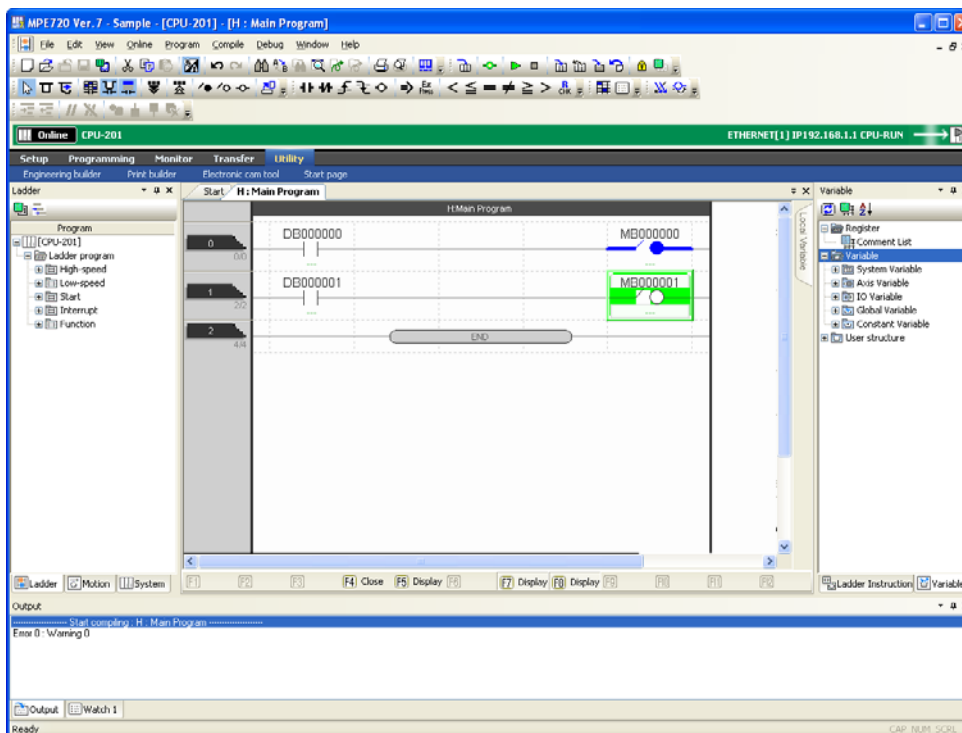 MPE720 Ver.7 - Sample - [CPU-201] - [H : Main Program]
File Edit View Online Program Compile Debug Window Help
Online CPU-201 ETHERNET[1] IP192.168.1.1 CPU-RUN
Setup Programming Monitor Transfer Utility
Engineering builder Print builder Electronic cam tool Start page
Ladder
Program
[CPU-201]
Ladder program
High-speed
Low-speed
Start
Interrupt
Function
Ladder Motion System
Start H : Main Program
H:Main Program
0 DB000000 MB000000
0/0
1 DB000001 MB000001
2/2
2 END
4/4
Local Variable
F1 F2 F3 F4 Close F5 Display F6 F7 Display F8 Display F9
Variable
Register
Comment List
Variable
System Variable
Axis Variable
IO Variable
Global Variable
Constant Variable
User structure
Ladder Instruction Variable
Output
-------------------- Start compiling : H : Main Program --------------------
Error 0 : Warning 0
Output Watch 1
Ready CAP NUM SCRL